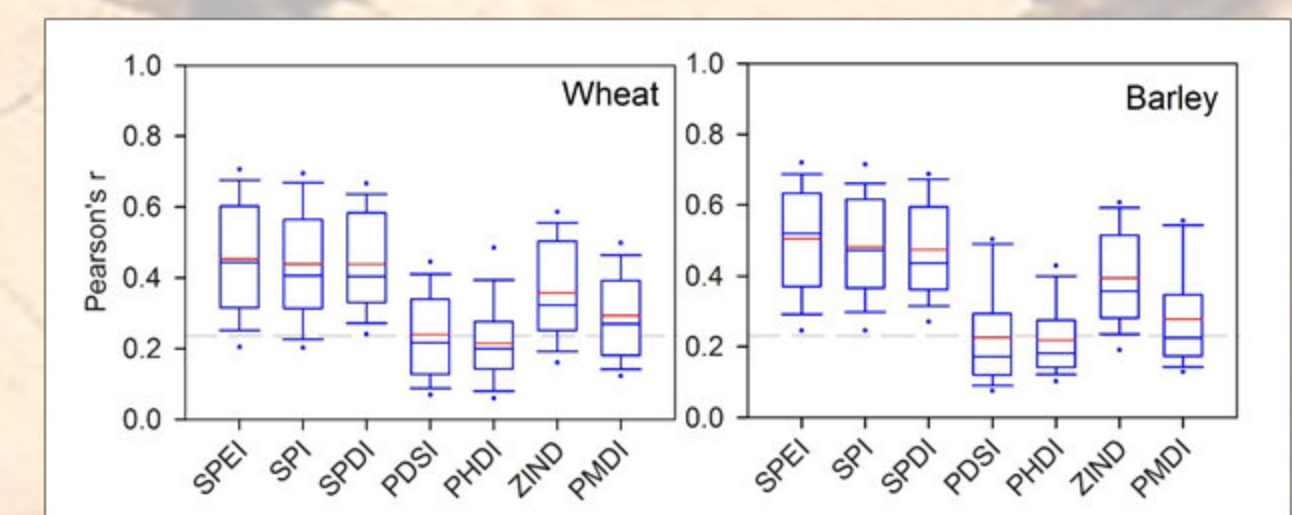 Wheat
Pearson's r
1.0
0.8
0.6
0.4
0.2
0.0
SPEI SPI SPDI PDSI PHDI ZIND PMDI
Barley
1.0
0.8
0.6
0.4
0.2
0.0
SPEI SPI SPDI PDSI PHDI ZIND PMDI